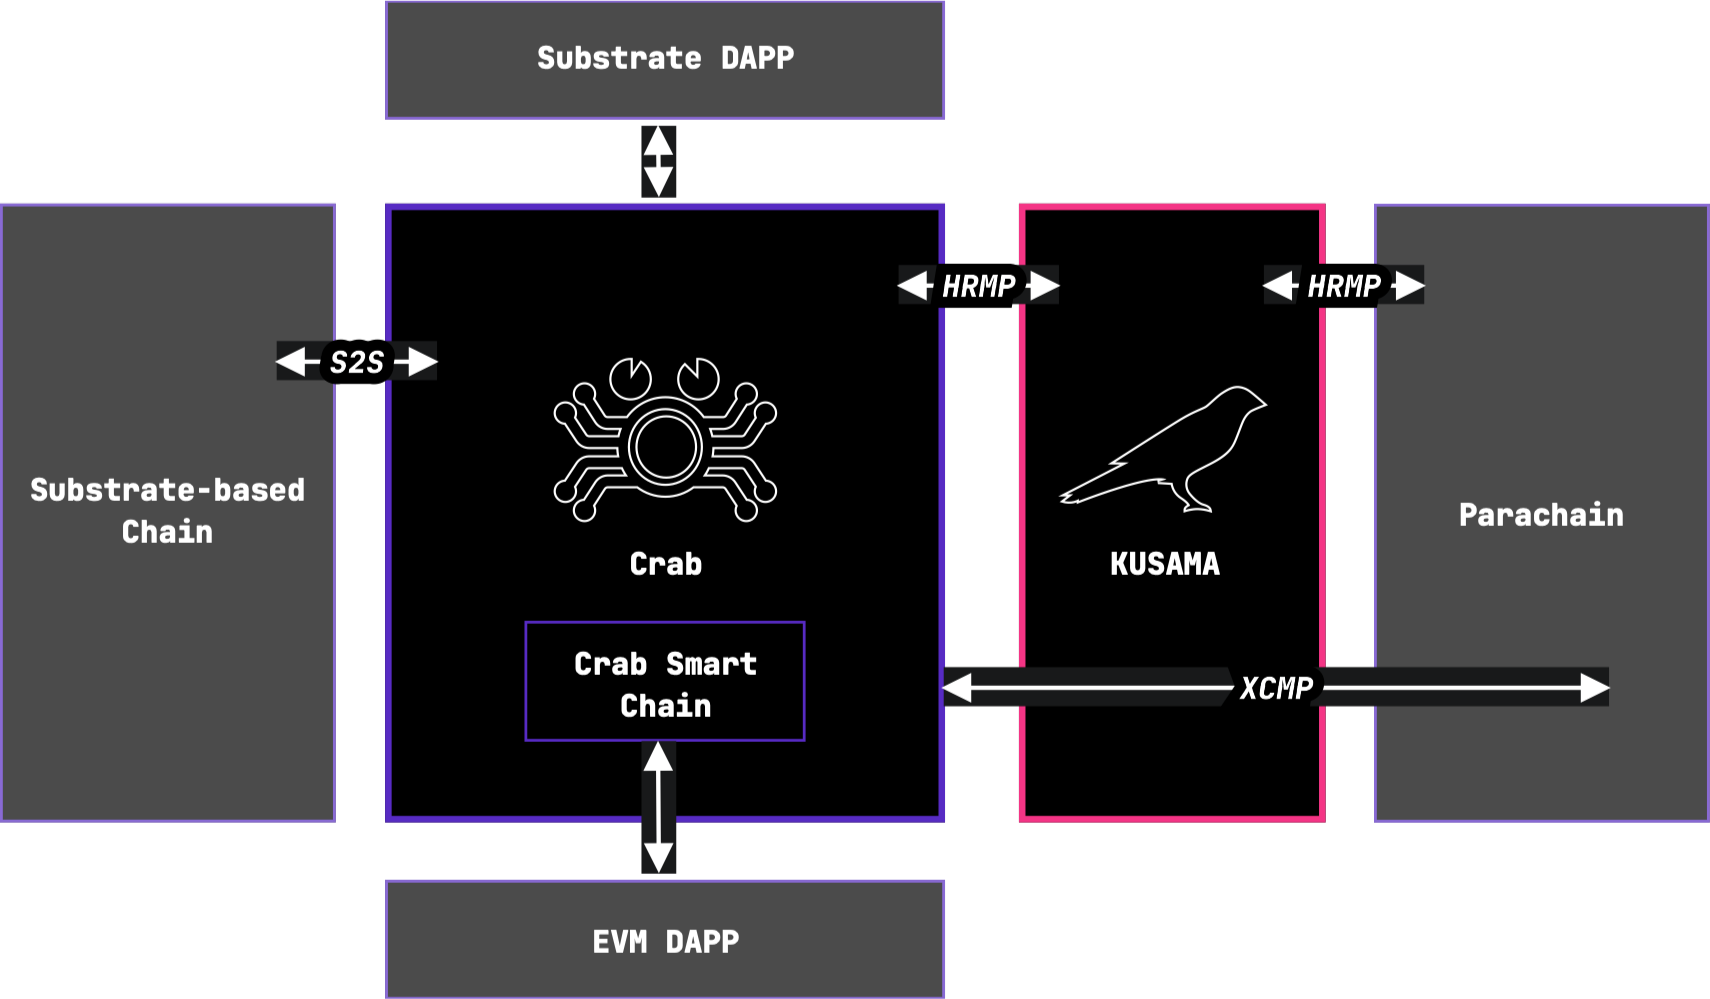 Substrate DAPP
HRMP
HRMP
S2S
Substrate-based
Chain
Crab
Crab Smart
Chain
KUSAMA
Parachain
XCMP
EVM DAPP